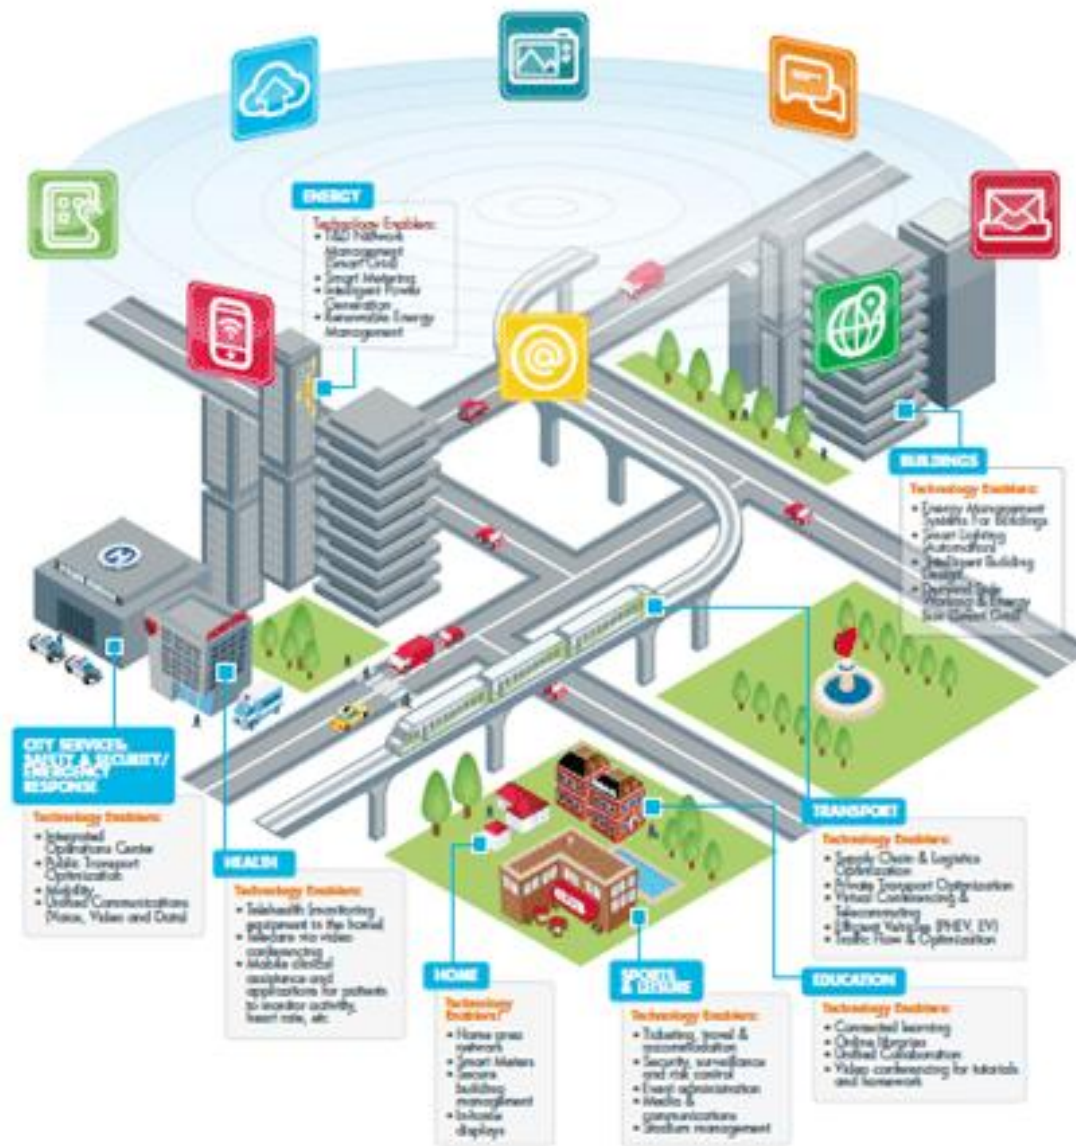 ENERGY
Technology Enablers:
• T&D Network
Management
(Smart Grid)
• Smart Metering
• Intelligent Power
Generation
• Renewable Energy
Management
BUILDINGS
Technology Enablers:
• Energy Management
Systems For Buildings
• Smart Lighting
Automation
• Intelligent Building
Design
CITY SERVICES,
SAFETY & SECURITY/
EMERGENCY
RESPONSE
Technology Enablers:
• Integrated
Operations Center
• Public Transport
Optimization
• Mobility
• Unified Communications
(Voice, Video and Data)
HEALTH
Technology Enablers:
• Telehealth (monitoring
equipment in the home)
• Telecare via video
conferencing
• Mobile clinical
assistance and
applications for patients
to monitor activity,
heart rate, etc
HOME
Technology
Enablers:
• Home area
network
• Smart Meters
• Secure
building
management
• In-home
displays
SPORTS
& LEISURE
Technology Enablers:
• Ticketing, travel &
accommodation
• Security, surveillance
and risk control
• Event administration
• Media &
communications
• Stadium management
TRANSPORT
Technology Enablers:
• Supply Chain & Logistics
Optimization
• Private Transport Optimization
• Virtual Conferencing &
Telecommuting
• Efficient Vehicles (PHEV, EV)
• Traffic Flow & Optimization
EDUCATION
Technology Enablers:
• Connected learning
• Online libraries
• Unified Collaboration
• Video conferencing for tutorials
and homework